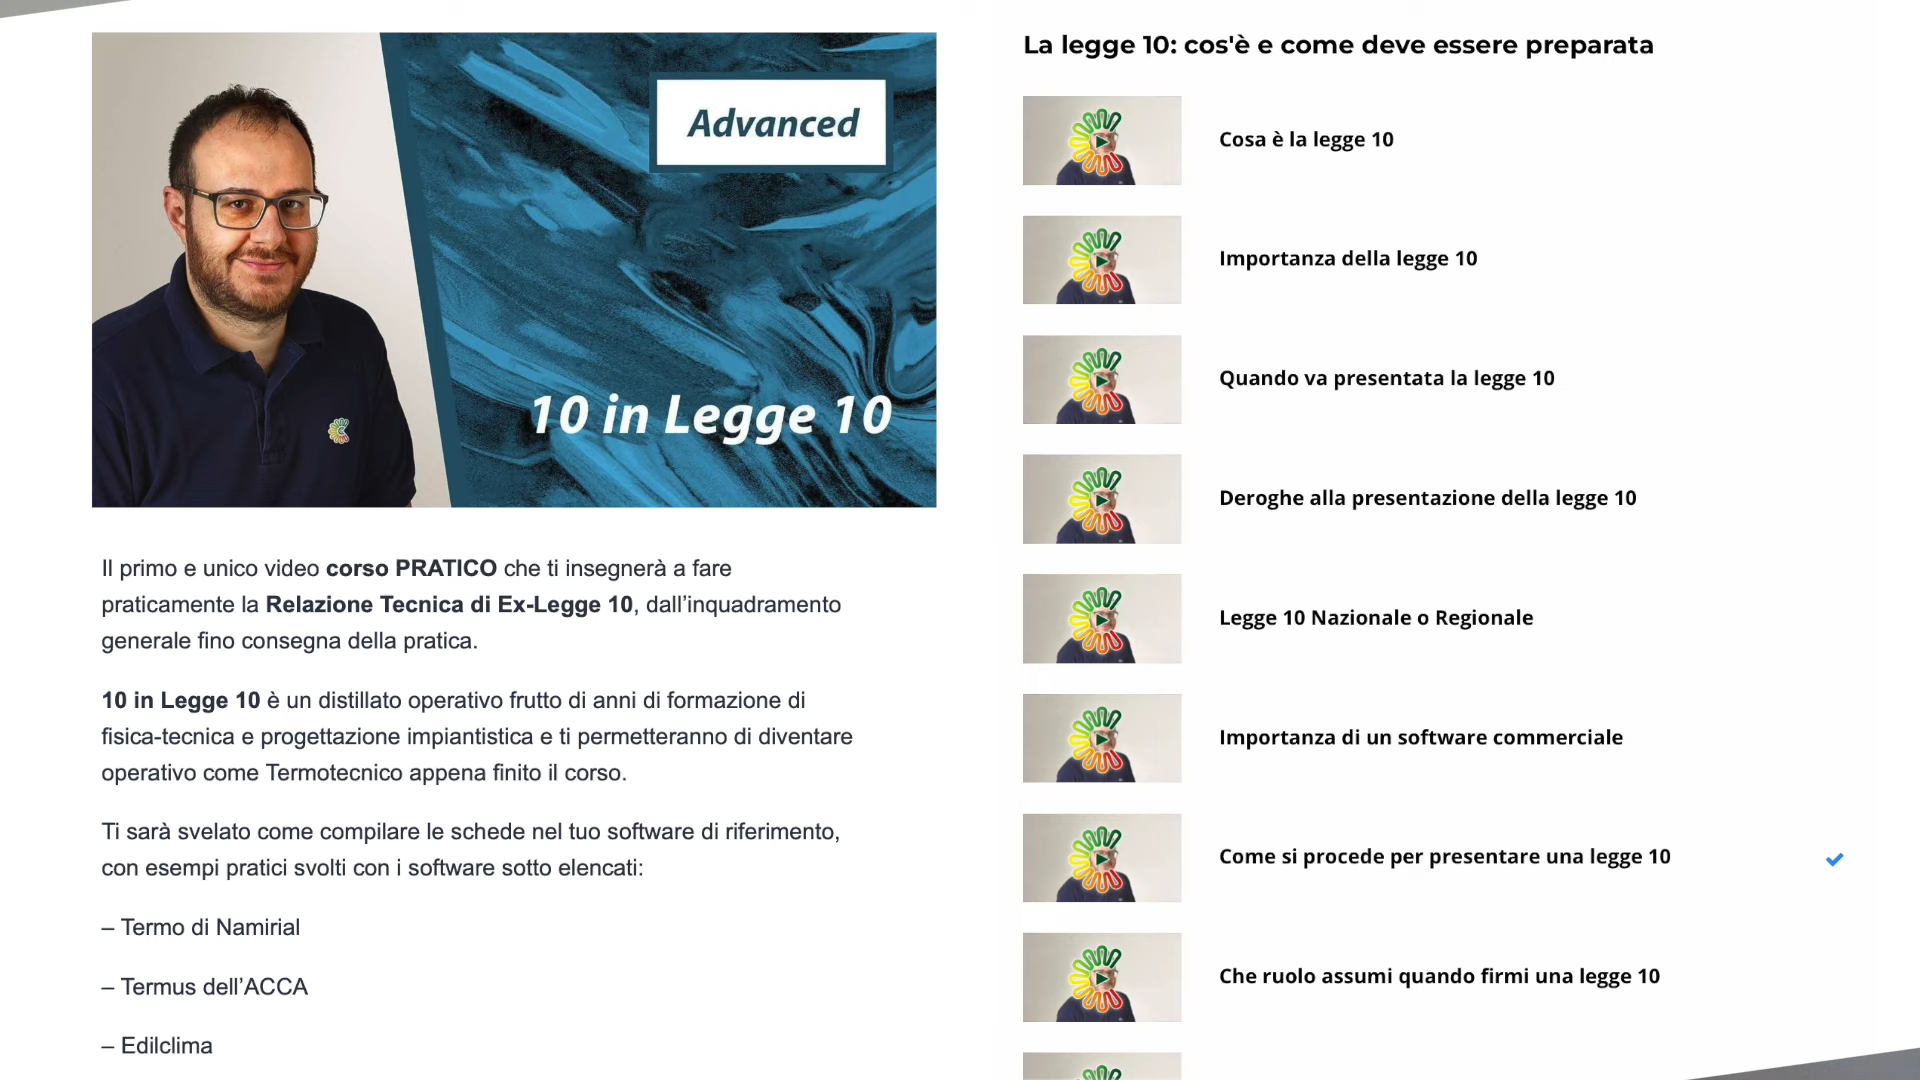 Advanced
10 in Legge 10
Il primo e unico video corso PRATICO che ti insegnerà a fare
praticamente la Relazione Tecnica di Ex-Legge 10, dall’inquadramento
generale fino consegna della pratica.
10 in Legge 10 è un distillato operativo frutto di anni di formazione di
fisica-tecnica e progettazione impiantistica e ti permetteranno di diventare
operativo come Termotecnico appena finito il corso.
Ti sarà svelato come compilare le schede nel tuo software di riferimento,
con esempi pratici svolti con i software sotto elencati:
– Termo di Namirial
– Termus dell’ACCA
– Edilclima
La legge 10: cos'è e come deve essere preparata
Cosa è la legge 10
Importanza della legge 10
Quando va presentata la legge 10
Deroghe alla presentazione della legge 10
Legge 10 Nazionale o Regionale
Importanza di un software commerciale
Come si procede per presentare una legge 10
Che ruolo assumi quando firmi una legge 10